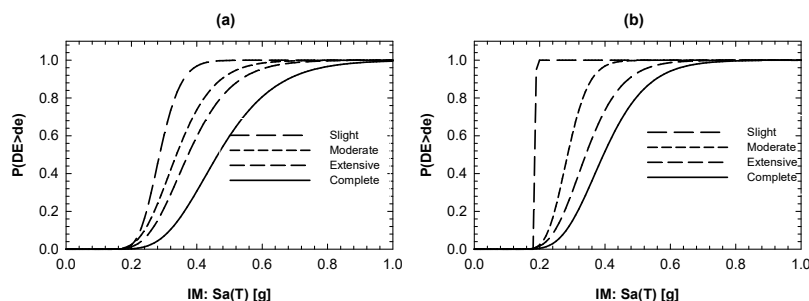 (a)
P(DE>de)
1.0
0.8
0.6
0.4
0.2
0.0
Slight
Moderate
Extensive
Complete
0.0 0.2 0.4 0.6 0.8 1.0
IM: Sa(T) [g]
(b)
P(DE>de)
1.0
0.8
0.6
0.4
0.2
0.0
Slight
Moderate
Extensive
Complete
0.0 0.2 0.4 0.6 0.8 1.0
IM: Sa(T) [g]